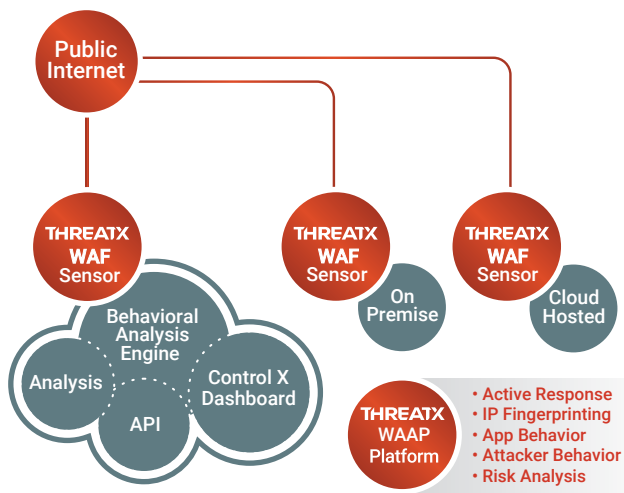 Public
Internet
THREATX
WAF
Sensor
THREATX
WAF
Sensor
THREATX
WAF
Sensor
On
Premise
Cloud
Hosted
Behavioral
Analysis
Engine
Analysis
Control X
Dashboard
API
THREATX
WAAP
Platform
• Active Response
• IP Fingerprinting
• App Behavior
• Attacker Behavior
• Risk Analysis